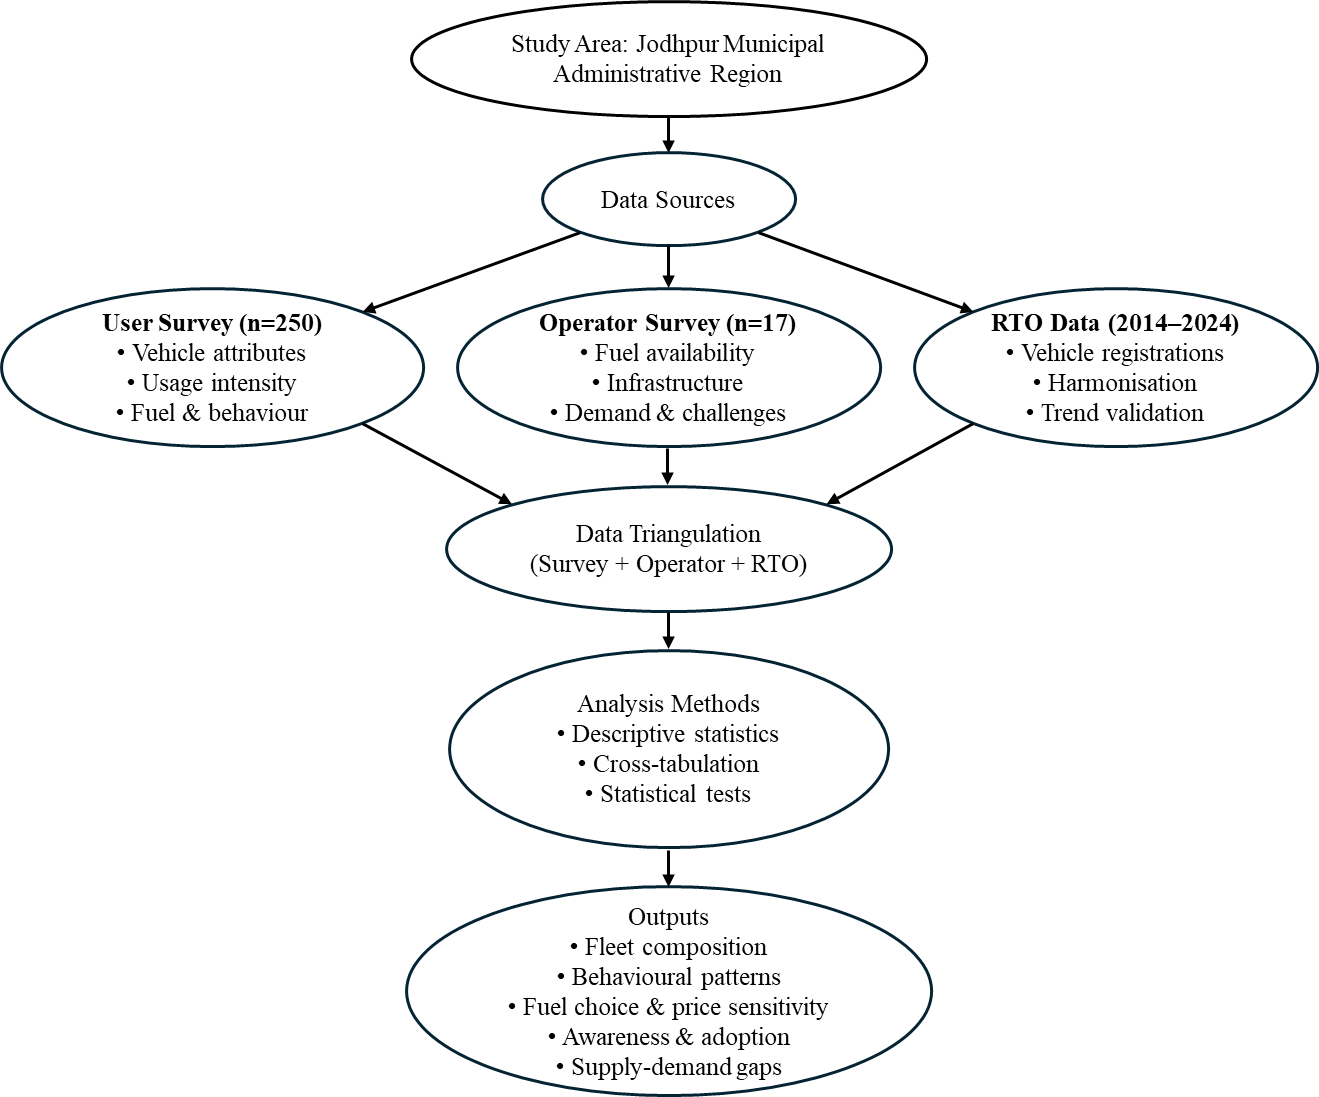 Study Area: Jodhpur Municipal
Administrative Region
Data Sources
User Survey (n=250)
• Vehicle attributes
• Usage intensity
• Fuel & behaviour
Operator Survey (n=17)
• Fuel availability
• Infrastructure
• Demand & challenges
RTO Data (2014–2024)
• Vehicle registrations
• Harmonisation
• Trend validation
Data Triangulation
(Survey + Operator + RTO)
Analysis Methods
• Descriptive statistics
• Cross-tabulation
• Statistical tests
Outputs
• Fleet composition
• Behavioural patterns
• Fuel choice & price sensitivity
• Awareness & adoption
• Supply-demand gaps